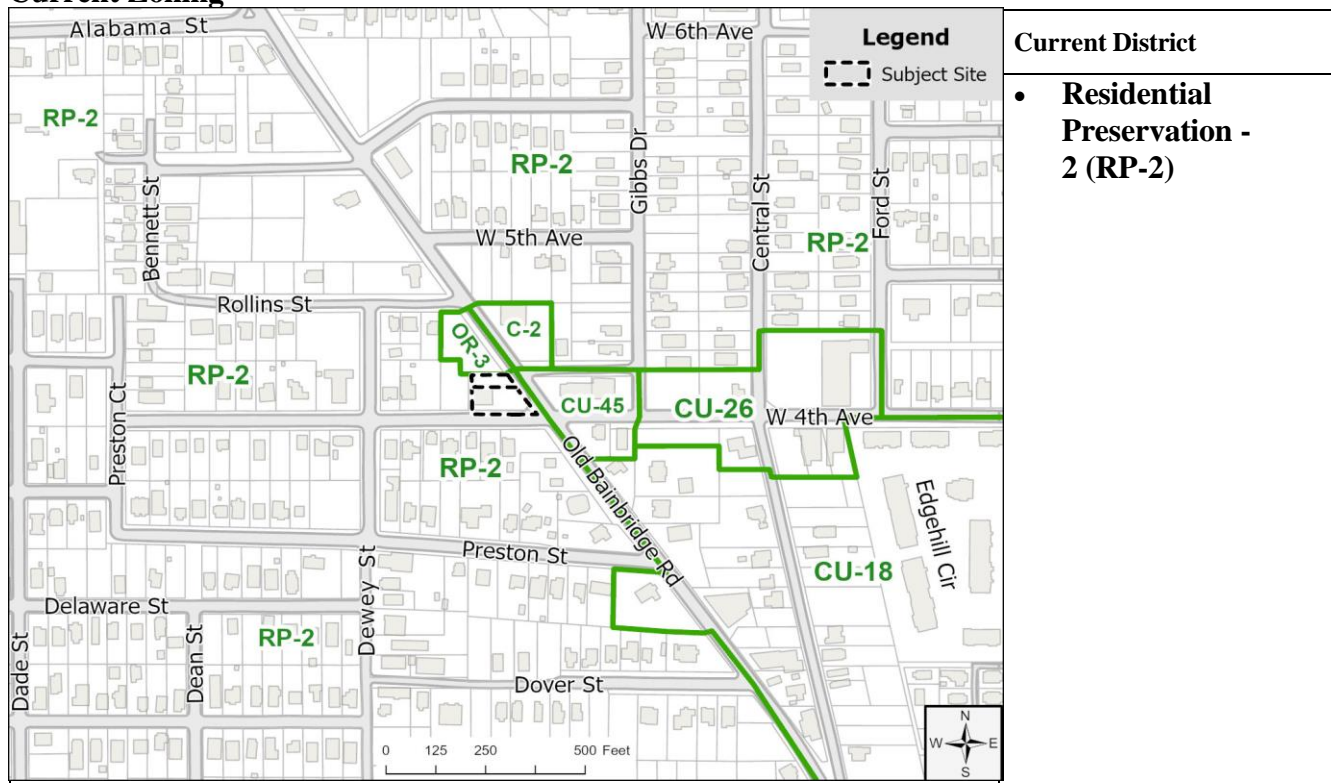 Current Zoning
Alabama St
W 6th Ave
Legend
Subject Site
Current District
• Residential
Preservation -
2 (RP-2)
RP-2
RP-2
Gibbs Dr
Central St
Ford St
Bennett St
W 5th Ave
RP-2
Rollins St
OR-3
C-2
RP-2
CU-45
CU-26
W 4th Ave
Preston Ct
RP-2
Old Bainbridge Rd
Edgehill Cir
Preston St
CU-18
Delaware St
Dewey St
Dade St
Dean St
RP-2
Dover St
0 125 250 500 Feet
N
W E
S